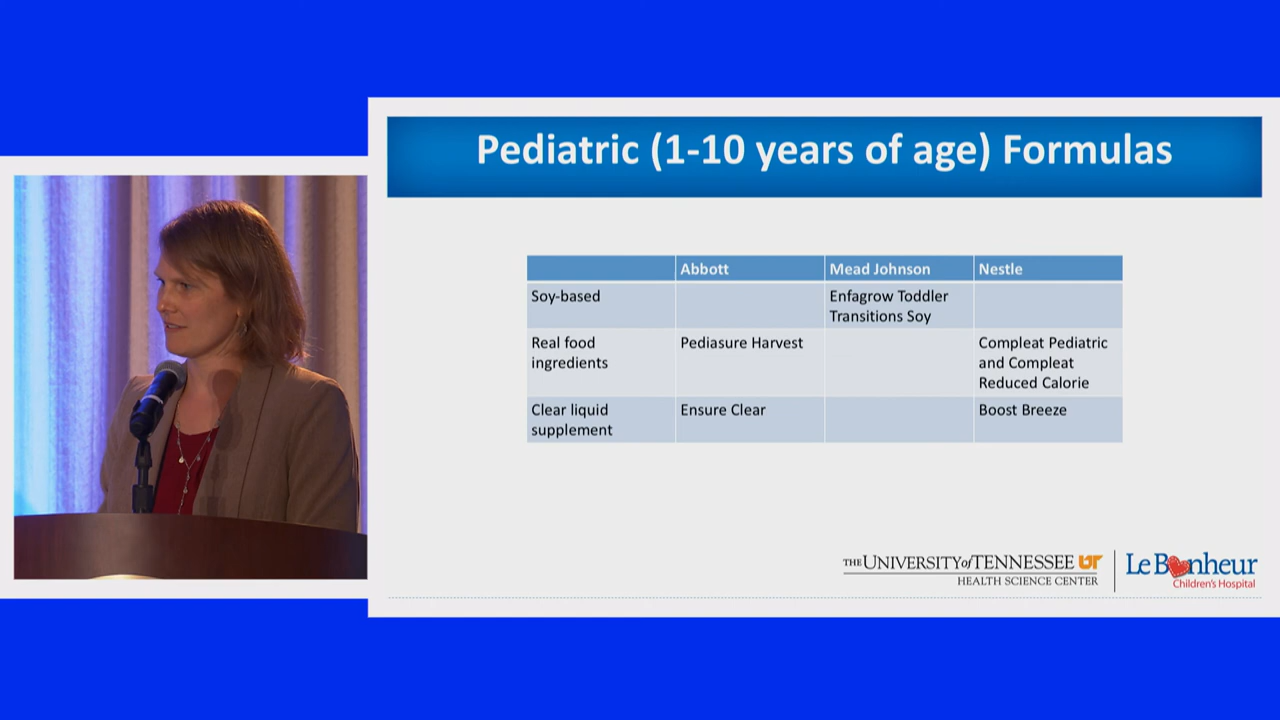 Pediatric (1-10 years of age) Formulas
Abbott
Mead Johnson
Nestle
Soy-based
Enfagrow Toddler
Transitions Soy
Real food
ingredients
Pediasure Harvest
Compleat Pediatric
and Compleat
Reduced Calorie
Clear liquid
supplement
Ensure Clear
Boost Breeze
THE UNIVERSITY of TENNESSEE UT
HEALTH SCIENCE CENTER
Le Bonheur
Children's Hospital